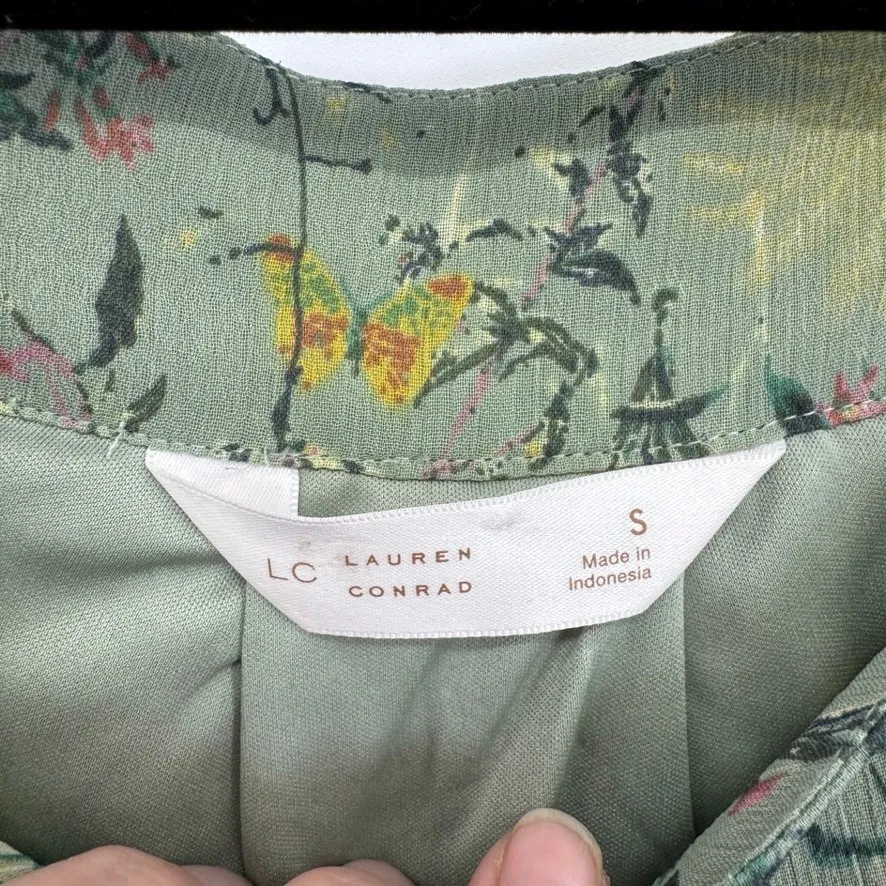 LC LAUREN
CONRAD
S
Made in
Indonesia